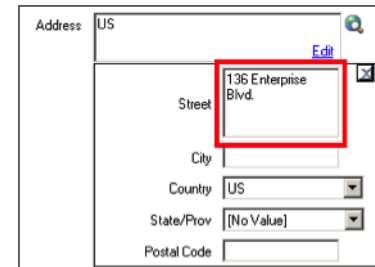 Address US
Edit
136 Enterprise
Street Blvd.
City
Country US
State/Prov [No Value]
Postal Code